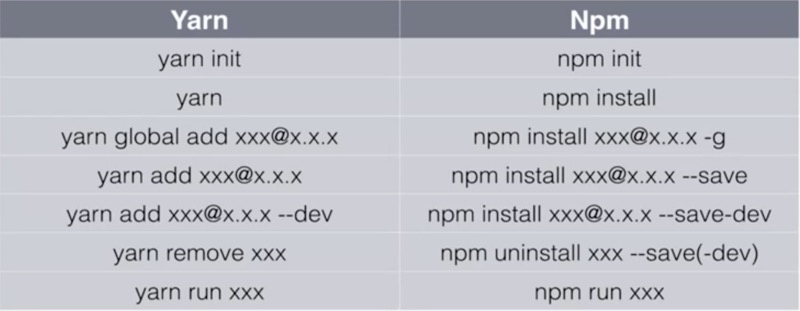 Yarn Npm
yarn init npm init
yarn npm install
yarn global add xxx@x.x.x npm install xxx@x.x.x -g
yarn add xxx@x.x.x npm install xxx@x.x.x --save
yarn add xxx@x.x.x --dev npm install xxx@x.x.x --save-dev
yarn remove xxx npm uninstall xxx --save(-dev)
yarn run xxx npm run xxx